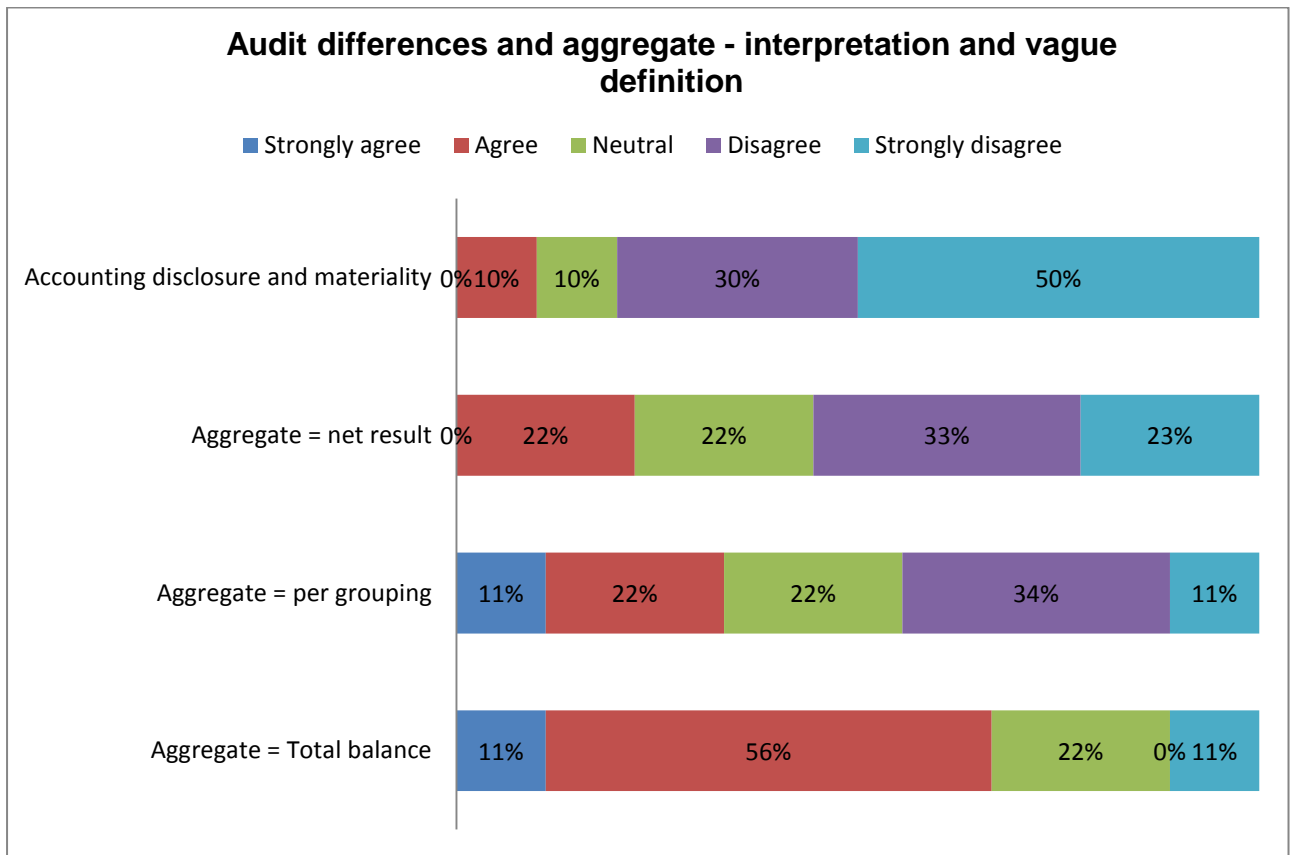 Audit differences and aggregate - interpretation and vague
definition
Strongly agree Agree Neutral Disagree Strongly disagree
Accounting disclosure and materiality 0% 10% 10% 30% 50%
Aggregate = net result 0% 22% 22% 33% 23%
Aggregate = per grouping 11% 22% 22% 34% 11%
Aggregate = Total balance 11% 56% 22% 0% 11%